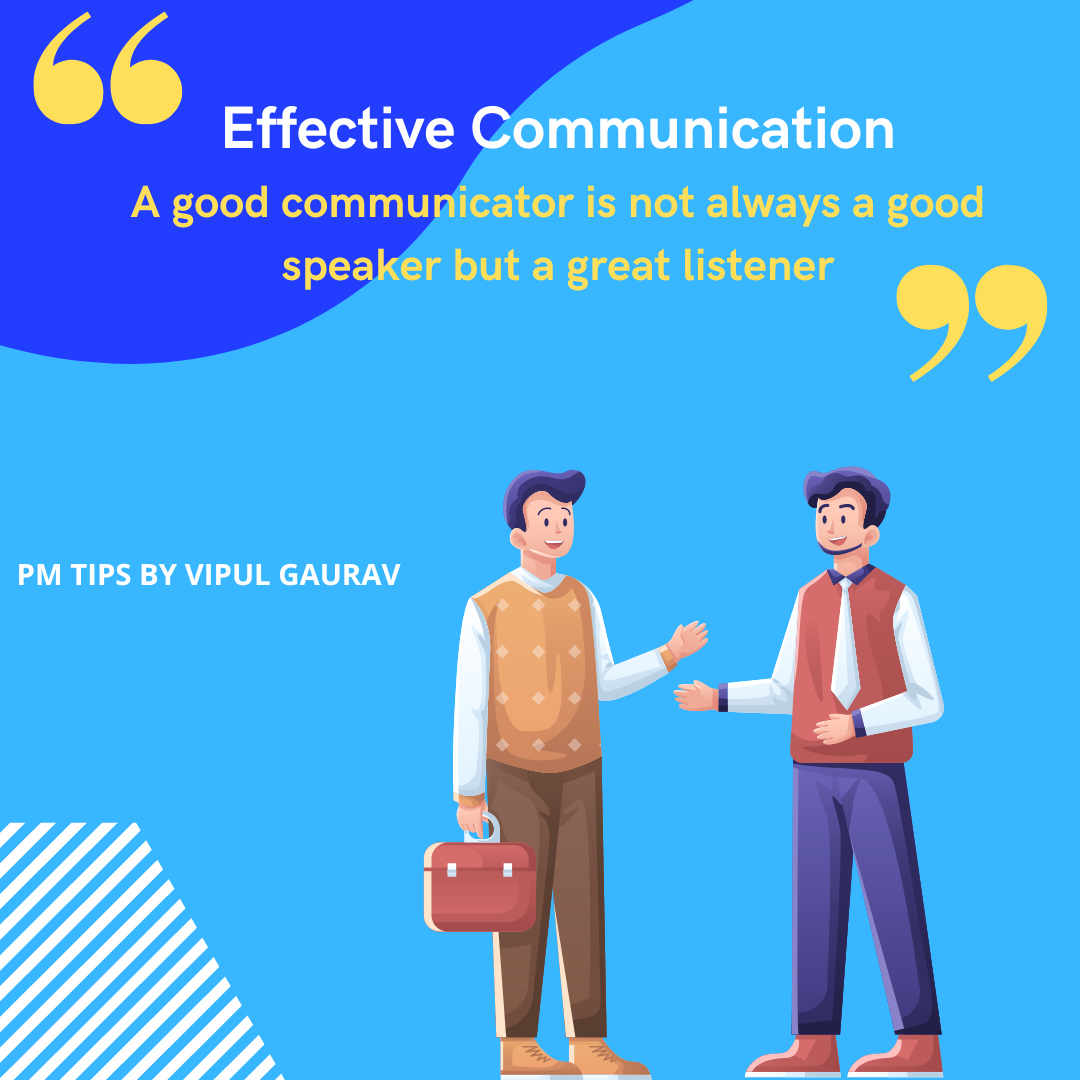 Effective Communication
A good communicator is not always a good
speaker but a great listener
PM TIPS BY VIPUL GAURAV